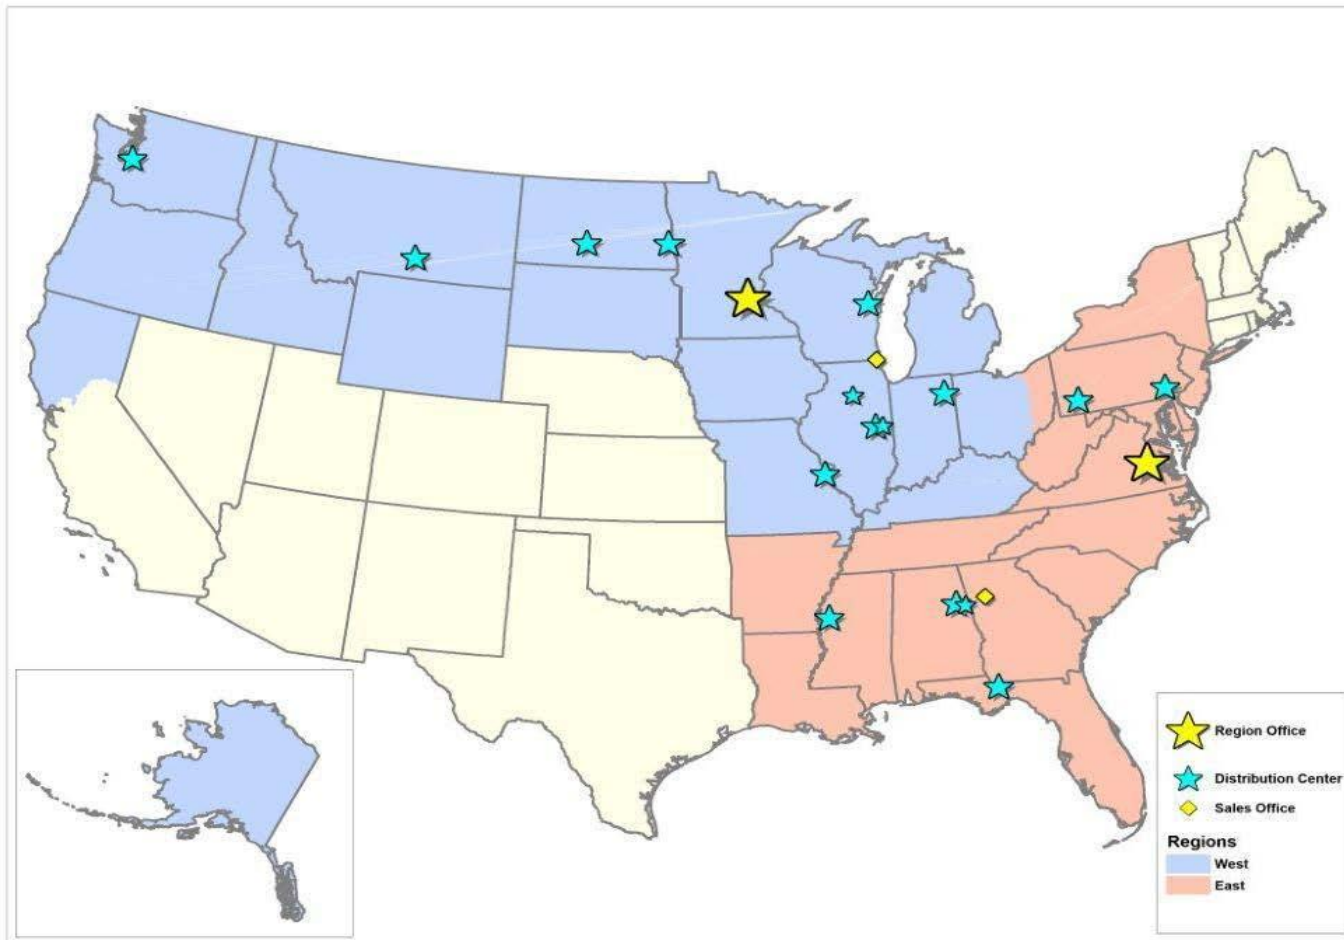 Region Office
Distribution Center
Sales Office
Regions
West
East